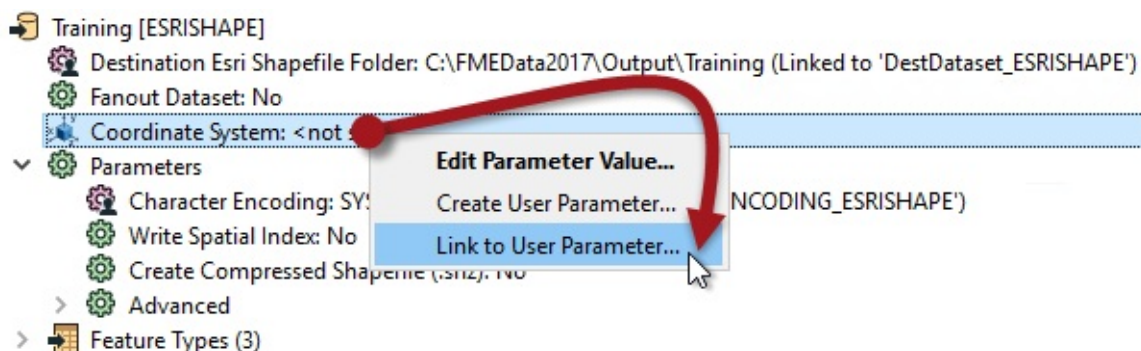 Training [ESRISHAPE]
Destination Esri Shapefile Folder: C:\FMEData2017\Output\Training (Linked to 'DestDataset_ESRISHAPE')
Fanout Dataset: No
Coordinate System: <not
Edit Parameter Value...
Parameters
Character Encoding: SYS
Create User Parameter...
NCODING_ESRISHAPE')
Write Spatial Index: No
Link to User Parameter...
Create Compressed Shapefile (.shz): No
Advanced
Feature Types (3)